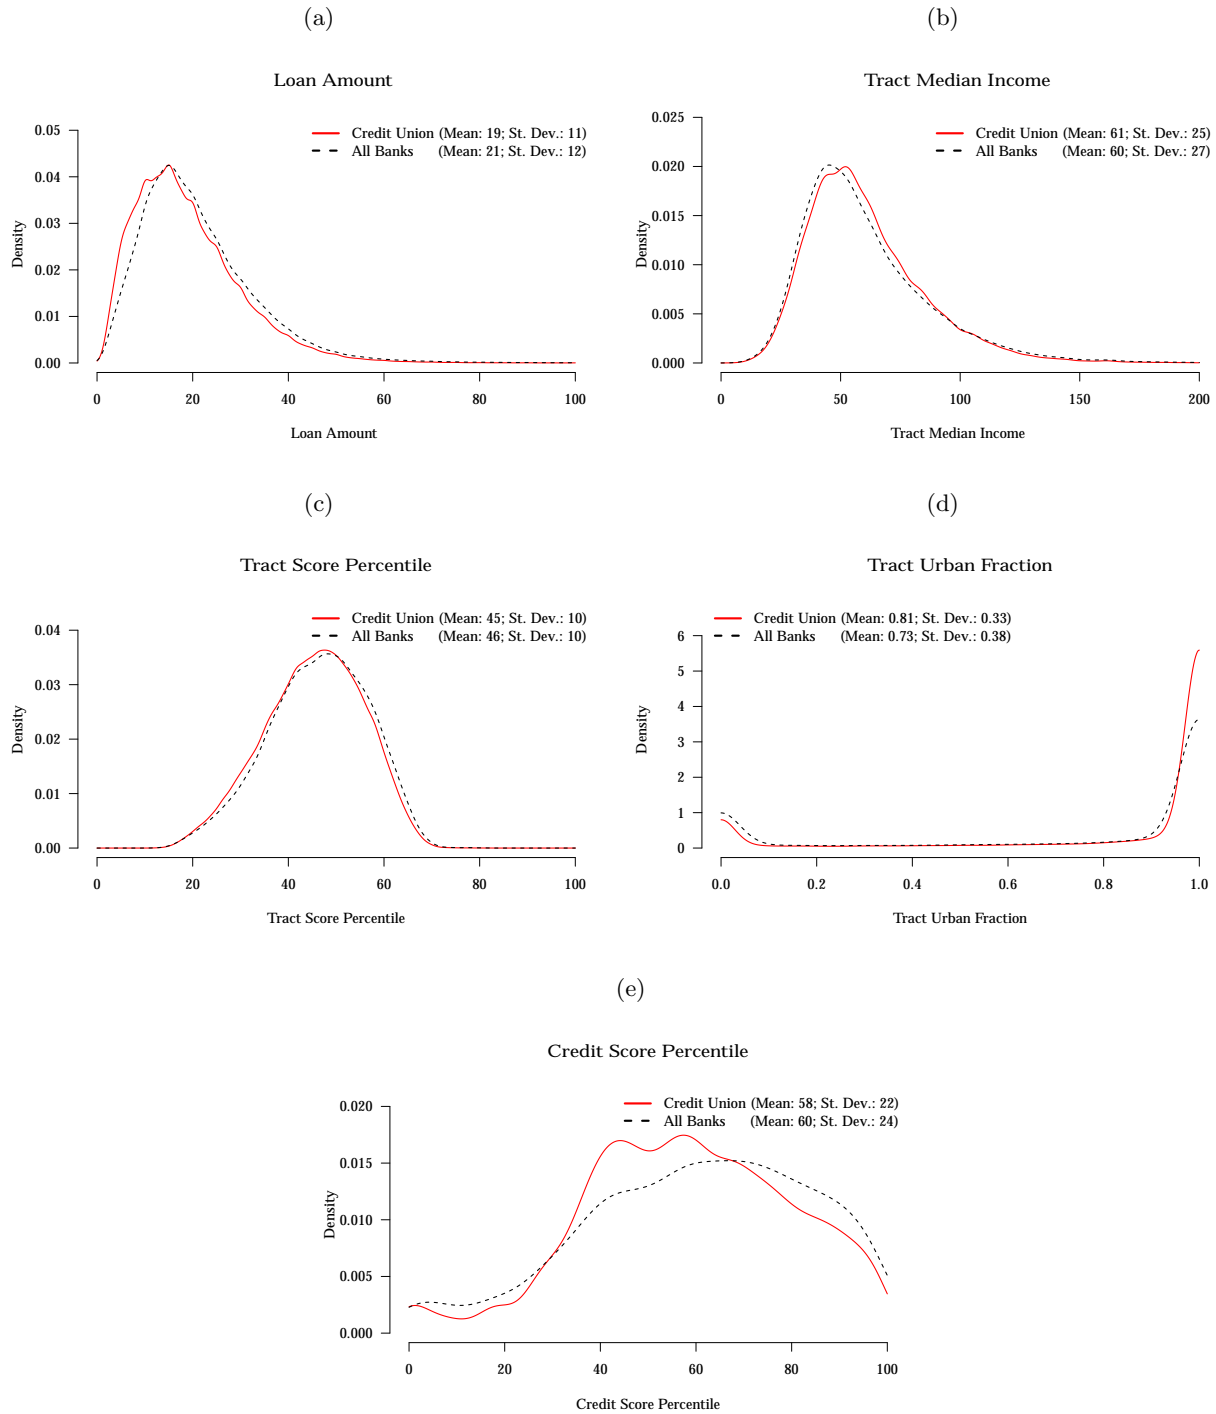 (a)
Loan Amount
Credit Union (Mean: 19; St. Dev.: 11)
All Banks (Mean: 21; St. Dev.: 12)
0.05
0.04
0.03
0.02
0.01
0.00
Density
0 20 40 60 80 100
Loan Amount
(b)
Tract Median Income
Credit Union (Mean: 61; St. Dev.: 25)
All Banks (Mean: 60; St. Dev.: 27)
0.025
0.020
0.015
0.010
0.005
0.000
Density
0 50 100 150 200
Tract Median Income
(c)
Tract Score Percentile
Credit Union (Mean: 45; St. Dev.: 10)
All Banks (Mean: 46; St. Dev.: 10)
0.04
0.03
0.02
0.01
0.00
Density
0 20 40 60 80 100
Tract Score Percentile
(d)
Tract Urban Fraction
Credit Union (Mean: 0.81; St. Dev.: 0.33)
All Banks (Mean: 0.73; St. Dev.: 0.38)
6
5
4
3
2
1
0
Density
0.0 0.2 0.4 0.6 0.8 1.0
Tract Urban Fraction
(e)
Credit Score Percentile
Credit Union (Mean: 58; St. Dev.: 22)
All Banks (Mean: 60; St. Dev.: 24)
0.020
0.015
0.010
0.005
0.000
Density
0 20 40 60 80 100
Credit Score Percentile